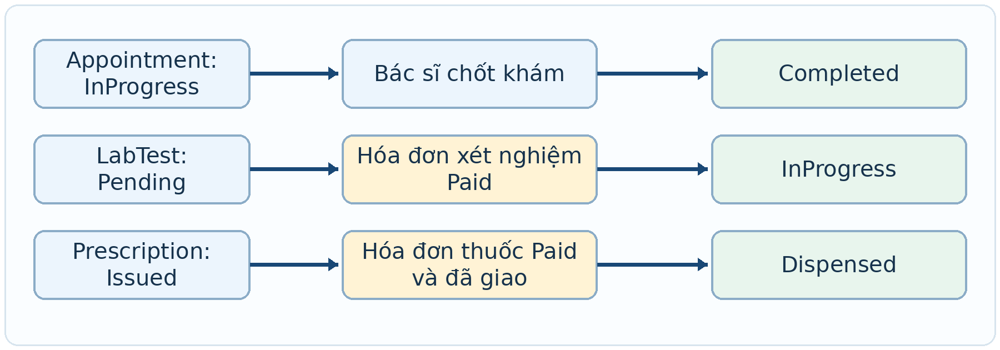 Appointment:
InProgress
Bác sĩ chốt khám
Completed
LabTest:
Pending
Hóa đơn xét nghiệm
Paid
InProgress
Prescription:
Issued
Hóa đơn thuốc Paid
và đã giao
Dispensed